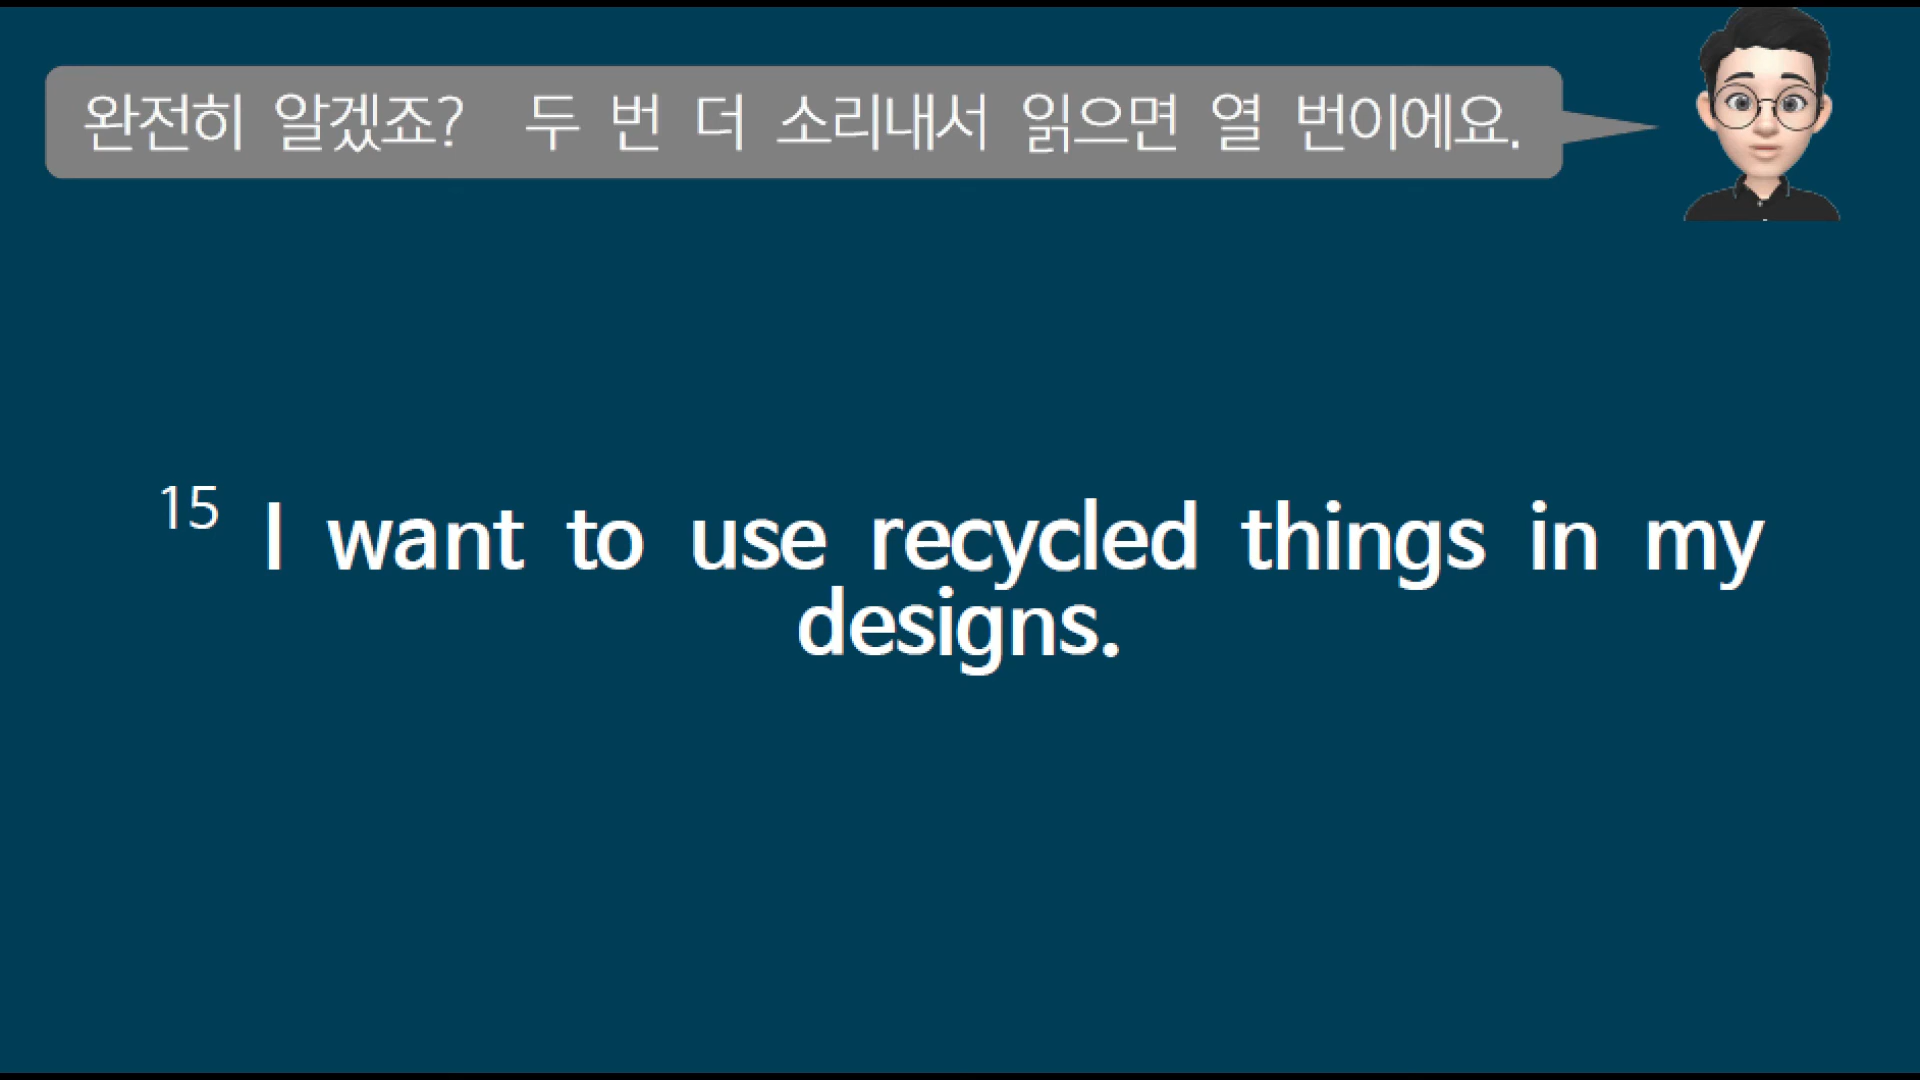 완전히 알겠죠? 두 번 더 소리내서 읽으면 열 번이에요.
15 I want to use recycled things in my
designs.